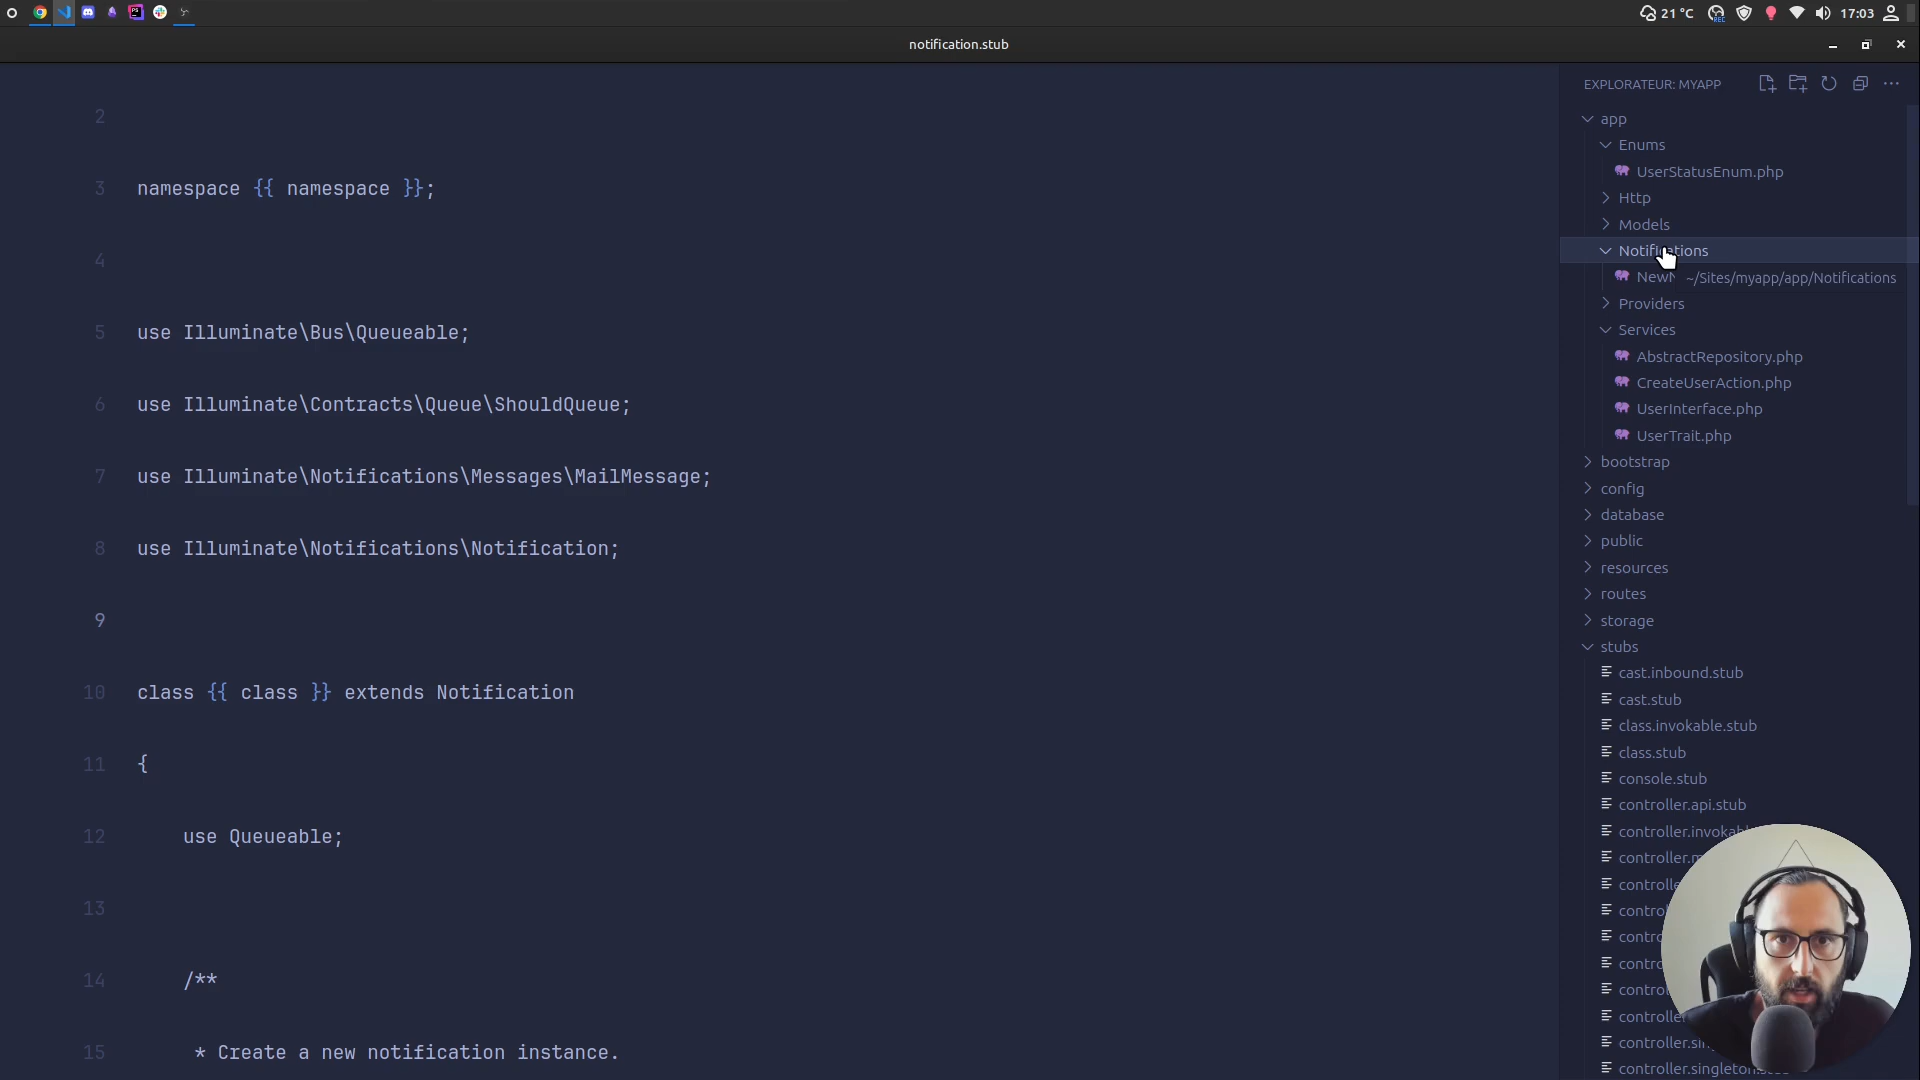 21 °C
REC
17:03
notification.stub
2
3 namespace {{ namespace }};
4
5 use Illuminate\Bus\Queueable;
6 use Illuminate\Contracts\Queue\ShouldQueue;
7 use Illuminate\Notifications\Messages\MailMessage;
8 use Illuminate\Notifications\Notification;
9
10 class {{ class }} extends Notification
11 {
12 use Queueable;
13
14 /**
15 * Create a new notification instance.
EXPLORATEUR: MYAPP
app
Enums
UserStatusEnum.php
Http
Models
Notifications
~/Sites/myapp/app/Notifications
Providers
Services
AbstractRepository.php
CreateUserAction.php
UserInterface.php
UserTrait.php
bootstrap
config
database
public
resources
routes
storage
stubs
cast.inbound.stub
cast.stub
class.invokable.stub
class.stub
console.stub
controller.api.stub